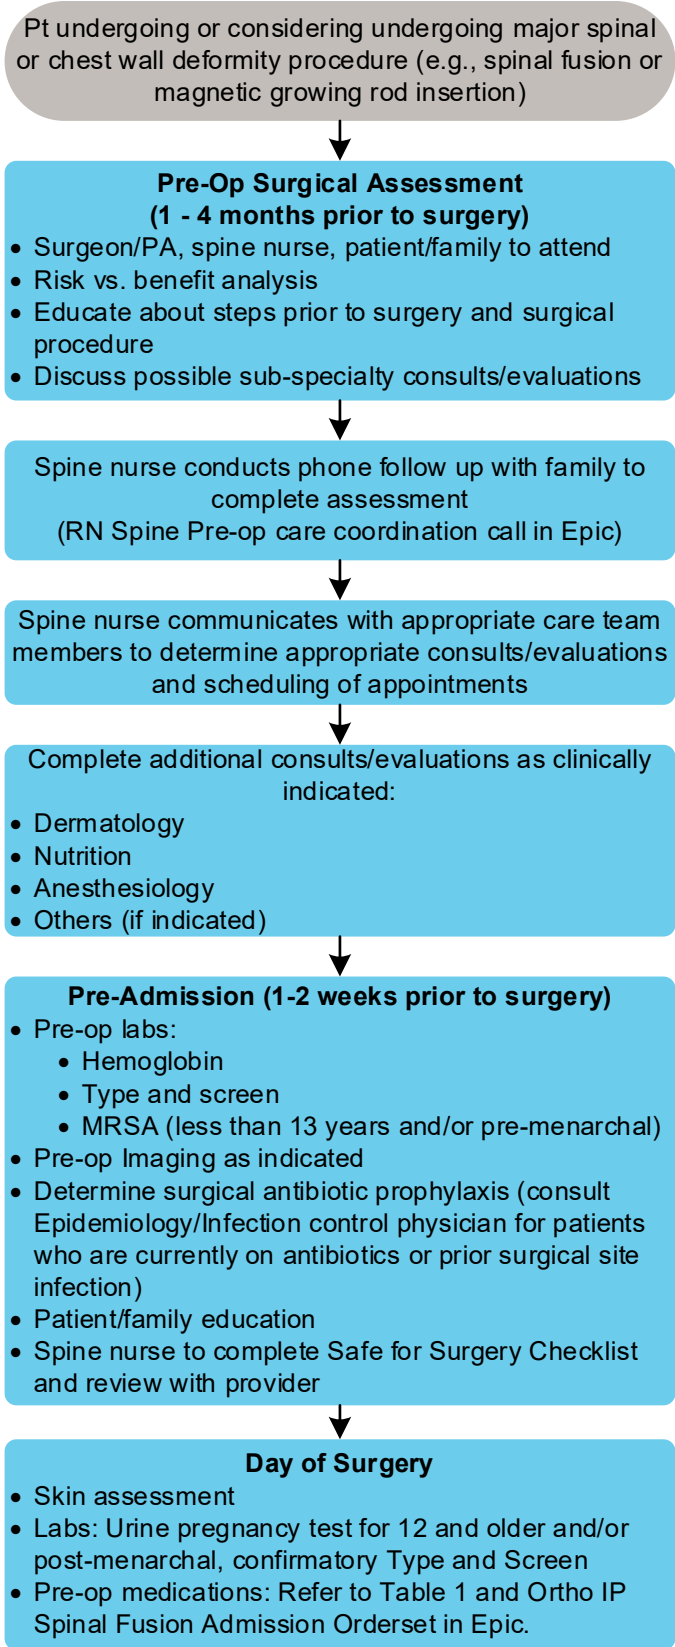 Pt undergoing or considering undergoing major spinal
or chest wall deformity procedure (e.g., spinal fusion or
magnetic growing rod insertion)
Pre-Op Surgical Assessment
(1 - 4 months prior to surgery)
• Surgeon/PA, spine nurse, patient/family to attend
• Risk vs. benefit analysis
• Educate about steps prior to surgery and surgical
procedure
• Discuss possible sub-specialty consults/evaluations
Spine nurse conducts phone follow up with family to
complete assessment
(RN Spine Pre-op care coordination call in Epic)
Spine nurse communicates with appropriate care team
members to determine appropriate consults/evaluations
and scheduling of appointments
Complete additional consults/evaluations as clinically
indicated:
• Dermatology
• Nutrition
• Anesthesiology
• Others (if indicated)
Pre-Admission (1-2 weeks prior to surgery)
• Pre-op labs:
• Hemoglobin
• Type and screen
• MRSA (less than 13 years and/or pre-menarchal)
• Pre-op Imaging as indicated
• Determine surgical antibiotic prophylaxis (consult
Epidemiology/Infection control physician for patients
who are currently on antibiotics or prior surgical site
infection)
• Patient/family education
• Spine nurse to complete Safe for Surgery Checklist
and review with provider
Day of Surgery
• Skin assessment
• Labs: Urine pregnancy test for 12 and older and/or
post-menarchal, confirmatory Type and Screen
• Pre-op medications: Refer to Table 1 and Ortho IP
Spinal Fusion Admission Orderset in Epic.